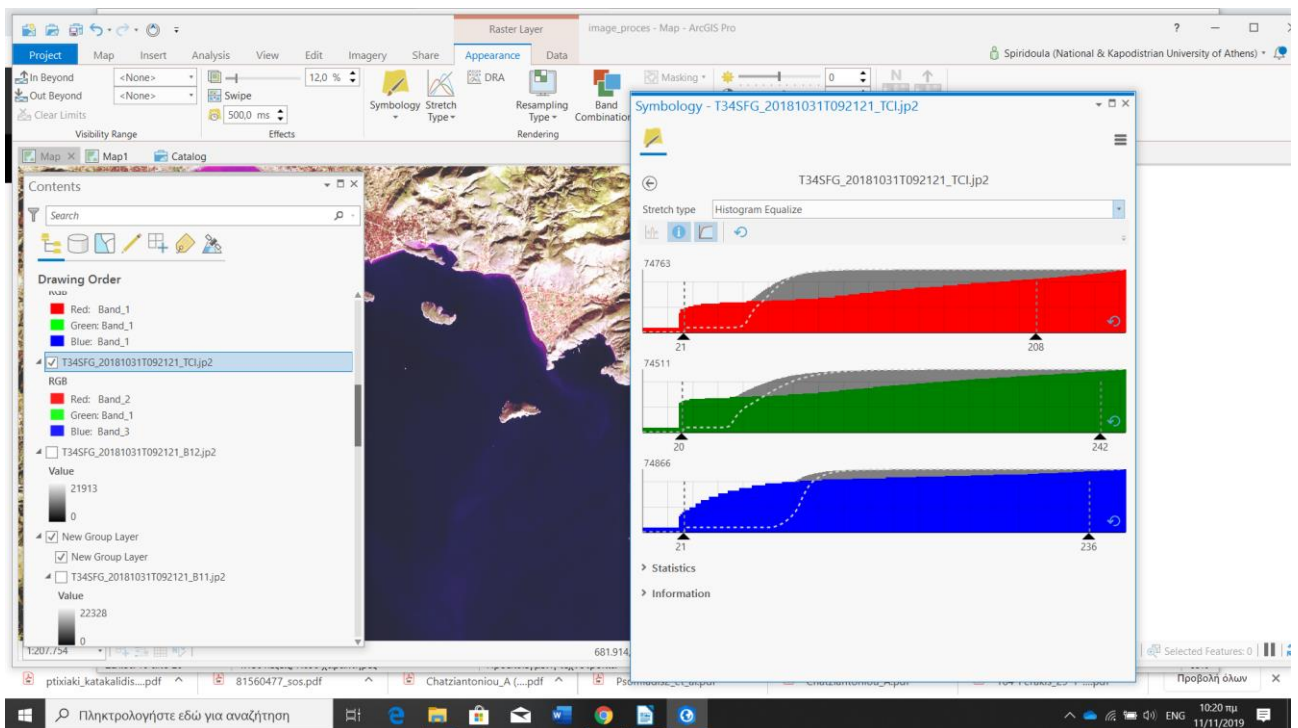 Raster Layer
image_proces - Map - ArcGIS Pro
Project Map Insert Analysis View Edit Imagery Share Appearance Data
Spiridoula (National & Kapodistrian University of Athens)
In Beyond <None>
Out Beyond <None>
Clear Limits
Visibility Range
12,0 %
Swipe
500,0 ms
Effects
Symbology Stretch Type
DRA
Resampling Type
Band Combination
Rendering
Masking
0
N
Map Map1 Catalog
Contents
Search
Drawing Order
RGB
Red: Band_1
Green: Band_1
Blue: Band_1
T34SFG_20181031T092121_TCI.jp2
RGB
Red: Band_2
Green: Band_1
Blue: Band_3
T34SFG_20181031T092121_B12.jp2
Value
21913
0
New Group Layer
New Group Layer
T34SFG_20181031T092121_B11.jp2
Value
22328
0
1:207.754
681.914,
Symbology - T34SFG_20181031T092121_TCI.jp2
T34SFG_20181031T092121_TCI.jp2
Stretch type Histogram Equalize
74763
21 208
74511
20 242
74866
21 236
Statistics
Information
Selected Features: 0
ptixiaki_katakalidis....pdf
81560477_sos.pdf
Chatziantoniou_A (....pdf
Προβολή όλων
Πληκτρολογήστε εδώ για αναζήτηση
ENG
10:20 πμ
11/11/2019